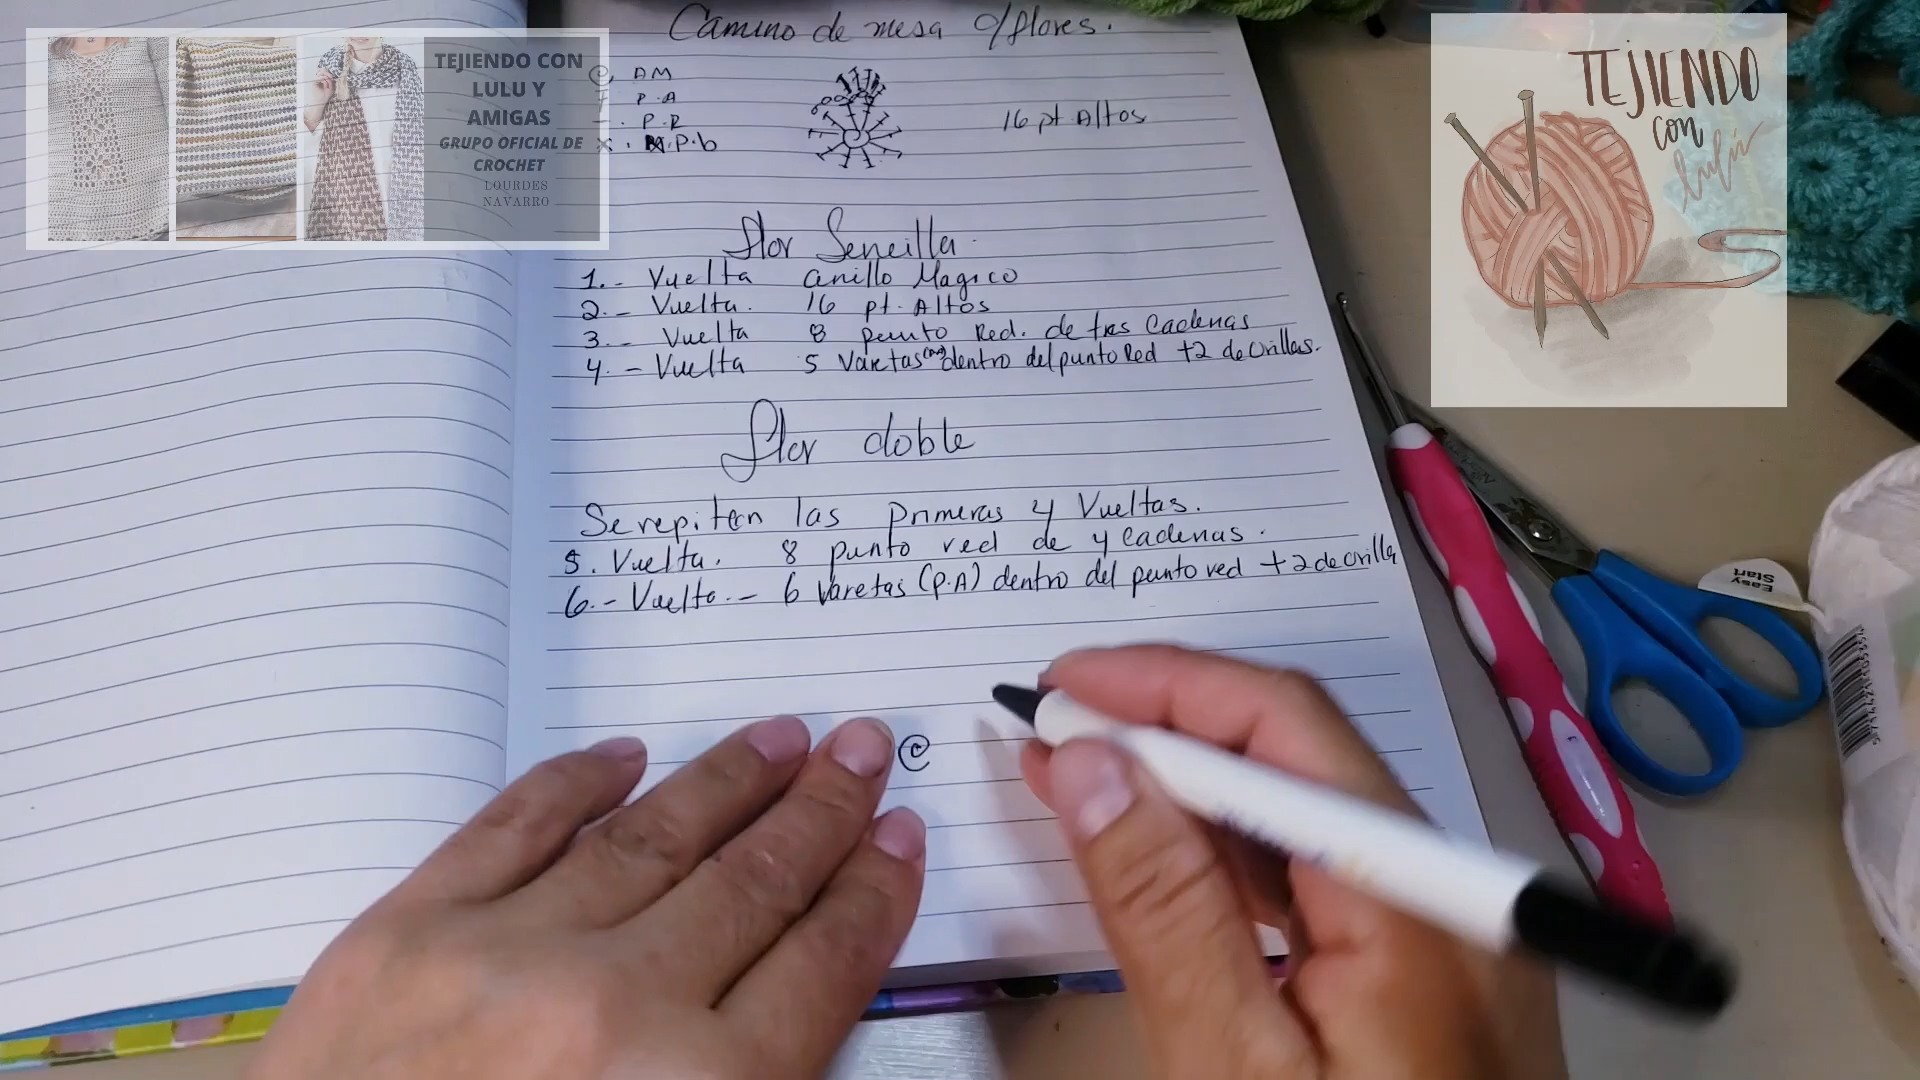 Camino de mesa c/flores.
TEJIENDO CON
LULU Y
AMIGAS
GRUPO OFICIAL DE
CROCHET
LOURDES
NAVARRO
AM
P.A
P.R
P.b
16 pt Altos
TEJIENDO
con
lulú
Flor Sencilla
1.- Vuelta anillo Magico
2.- Vuelta. 16 pt. Altos
3.- Vuelta 8 punto Red. de tres Cadenas
4.- Vuelta 5 Varetas dentro del punto Red +2 de Orillas.
Flor doble
Se repiten las primeras 4 Vueltas.
5. Vuelta. 8 punto red de 4 Cadenas.
6.- Vuelta.- 6 Varetas (P.A) dentro del punto red +2 de Orilla
Easy
Start